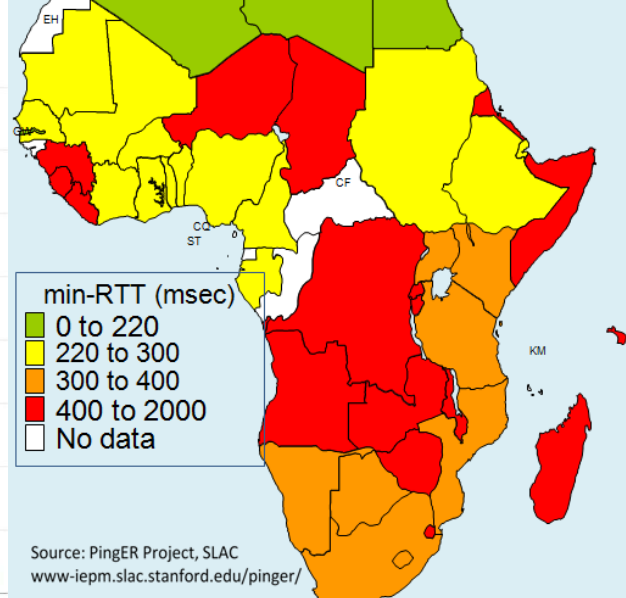 EH
GW
CF
CQ
ST
min-RTT (msec)
0 to 220
220 to 300
300 to 400
400 to 2000
No data
KM
Source: PingER Project, SLAC
www-iepm.slac.stanford.edu/pinger/